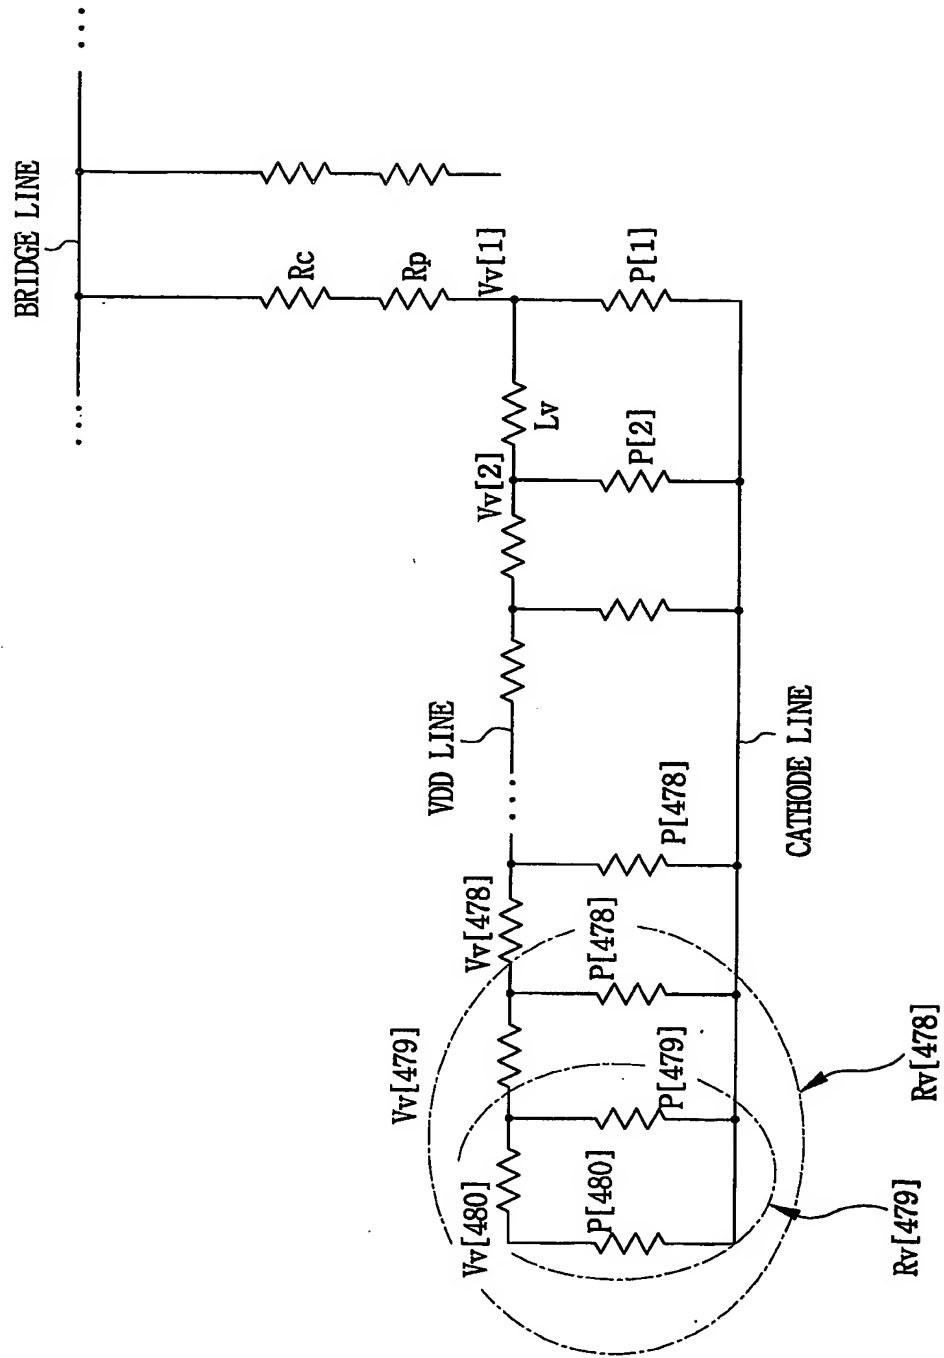 BRIDGE LINE
Rc
Rp
Vv[1]
P[1]
Lv
Vv[2]
P[2]
VDD LINE
CATHODE LINE
P[478]
Vv[478]
P[478]
Vv[479]
P[479]
Vv[480]
P[480]
Rv[478]
Rv[479]